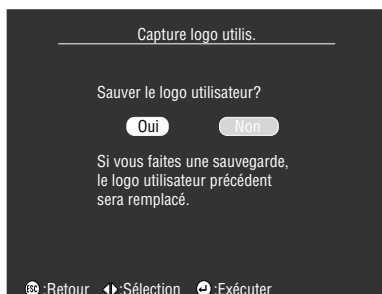 Capture logo utilis.
Sauver le logo utilisateur?
Oui Non
Si vous faites une sauvegarde,
le logo utilisateur précédent
sera remplacé.
ESC :Retour :Sélection :Exécuter